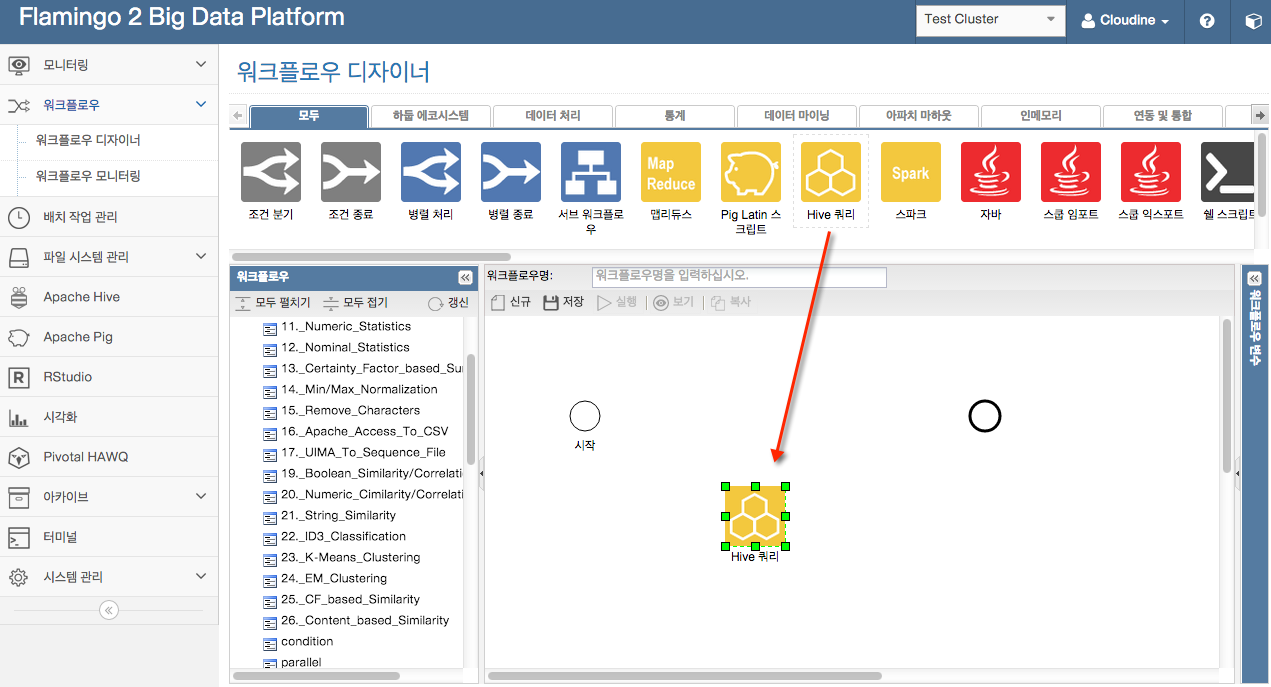 Flamingo 2 Big Data Platform
Test Cluster
Cloudine
모니터링
워크플로우
워크플로우 디자이너
워크플로우 모니터링
배치 작업 관리
파일 시스템 관리
Apache Hive
Apache Pig
RStudio
시각화
Pivotal HAWQ
아카이브
터미널
시스템 관리
워크플로우 디자이너
모두
하둡 에코시스템
데이터 처리
통계
데이터 마이닝
아파치 마하웃
인메모리
연동 및 통합
조건 분기
조건 종료
병렬 처리
병렬 종료
서브 워크플로
우
Map
Reduce
맵리듀스
Pig Latin 스
크립트
Hive 쿼리
Spark
스파크
자바
스쿱 임포트
스쿱 익스포트
쉘 스크립트
워크플로우
모두 펼치기
모두 접기
갱신
11._Numeric_Statistics
12._Nominal_Statistics
13._Certainty_Factor_based_Su
14._Min/Max_Normalization
15._Remove_Characters
16._Apache_Access_To_CSV
17._UIMA_To_Sequence_File
19._Boolean_Similarity/Correlati
20._Numeric_Cimilarity/Correlati
21._String_Similarity
22._ID3_Classification
23._K-Means_Clustering
24._EM_Clustering
25._CF_based_Similarity
26._Content_based_Similarity
condition
parallel
워크플로우명:
워크플로우명을 입력하십시오.
신규
저장
실행
보기
복사
시작
Hive 쿼리
워크플로우 변수